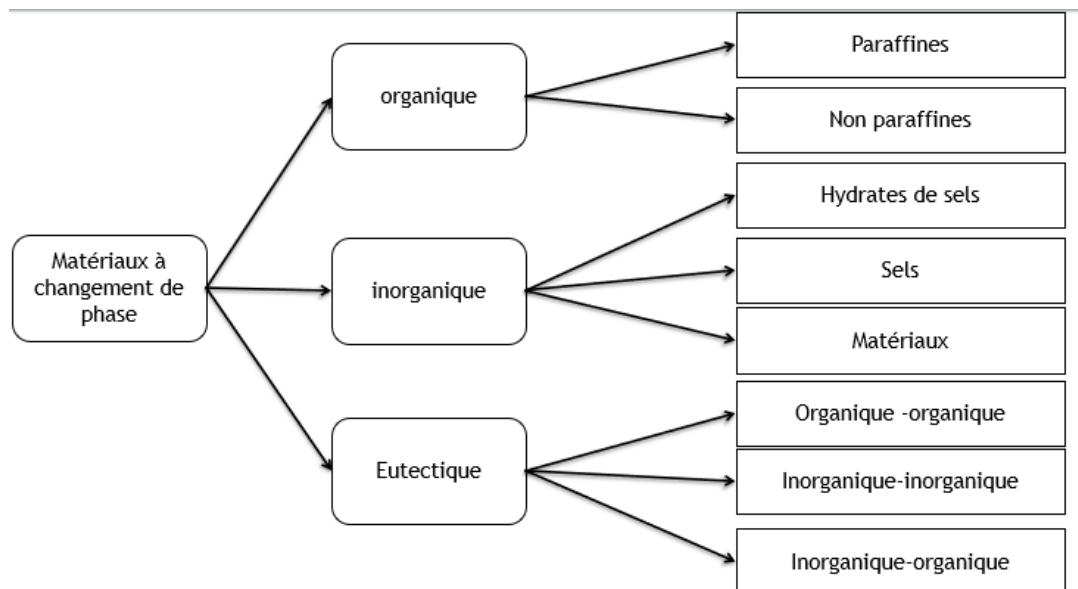 Matériaux à
changement de
phase
organique
Paraffines
Non paraffines
inorganique
Hydrates de sels
Sels
Matériaux
Eutectique
Organique -organique
Inorganique-inorganique
Inorganique-organique